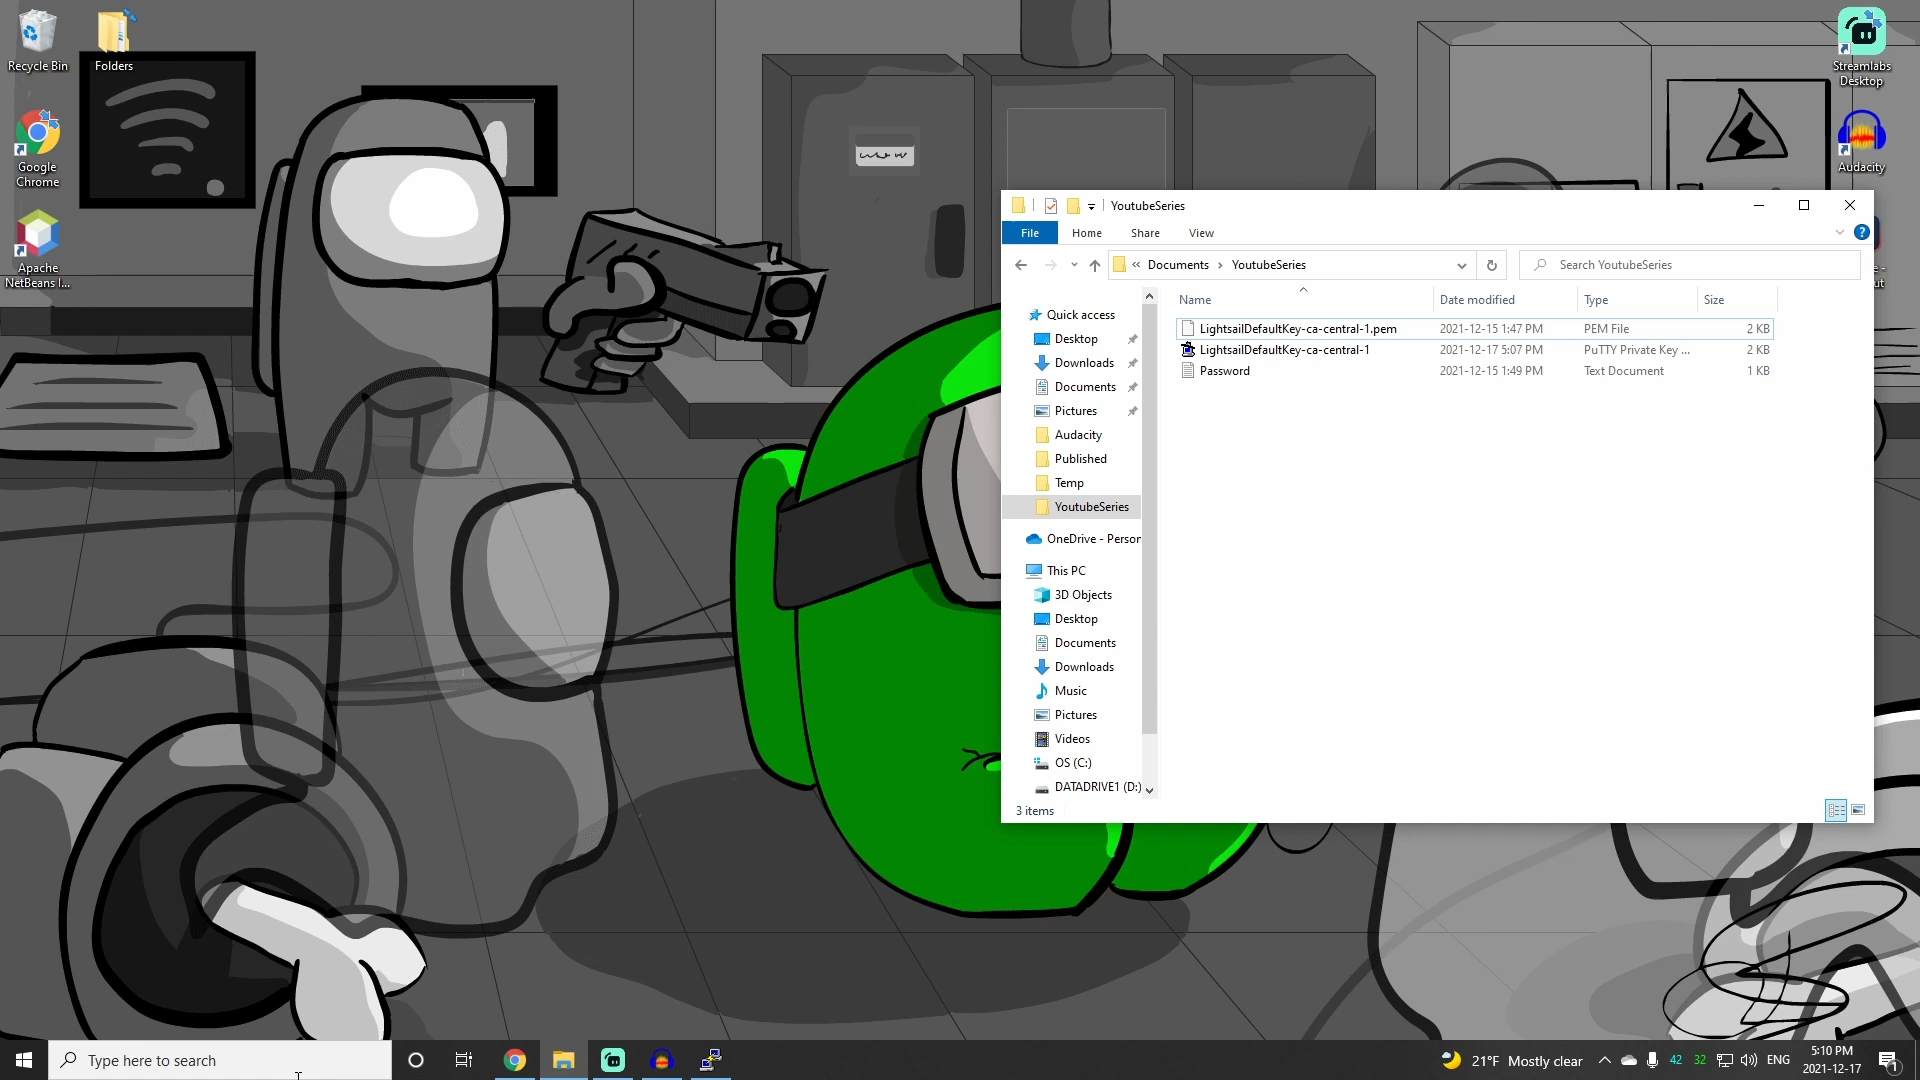 Recycle Bin
Folders
Google
Chrome
Apache
NetBeans I...
Streamlabs
Desktop
Audacity
YoutubeSeries
File
Home
Share
View
« Documents › YoutubeSeries
Search YoutubeSeries
Name
Date modified
Type
Size
LightsailDefaultKey-ca-central-1.pem 2021-12-15 1:47 PM PEM File 2 KB
LightsailDefaultKey-ca-central-1 2021-12-17 5:07 PM PuTTY Private Key ... 2 KB
Password 2021-12-15 1:49 PM Text Document 1 KB
Quick access
Desktop
Downloads
Documents
Pictures
Audacity
Published
Temp
YoutubeSeries
OneDrive - Person
This PC
3D Objects
Desktop
Documents
Downloads
Music
Pictures
Videos
OS (C:)
DATADRIVE1 (D:)
3 items
Type here to search
21°F Mostly clear
42
32
ENG
5:10 PM
2021-12-17
1